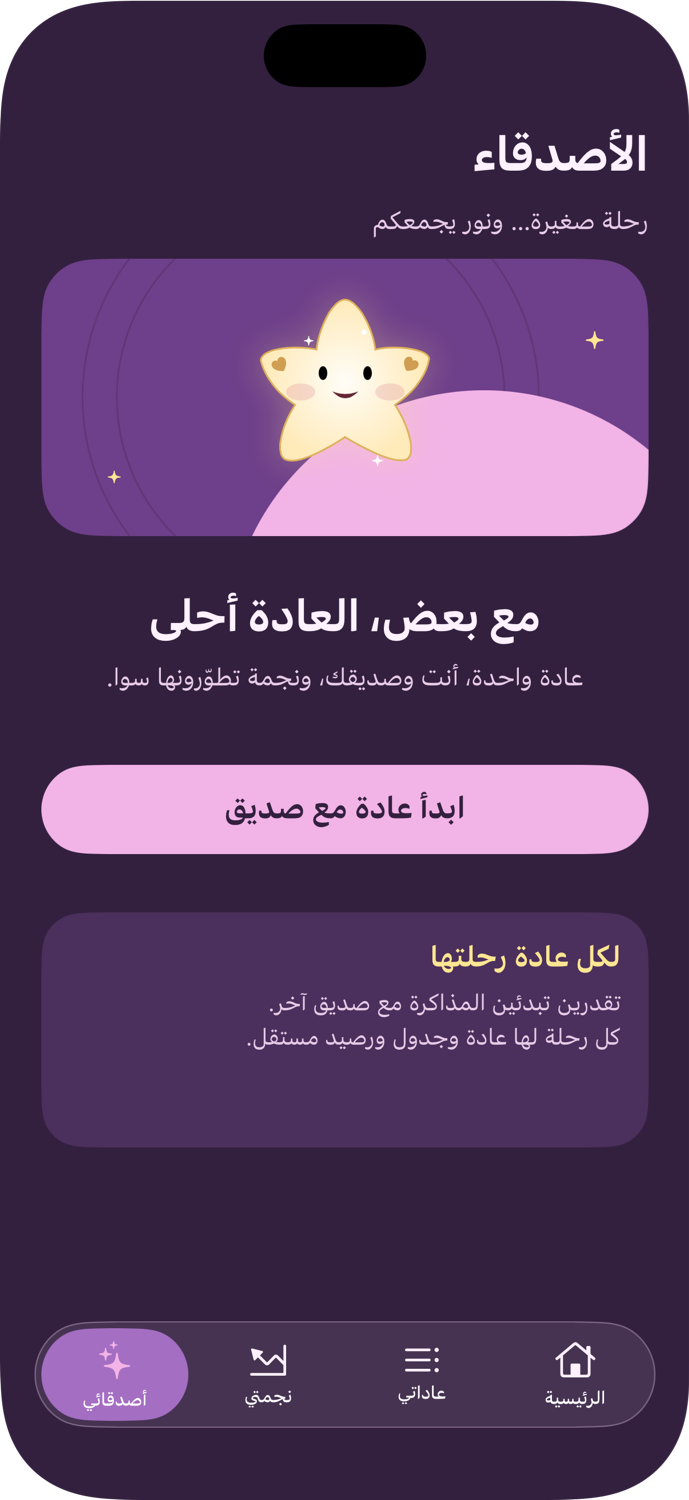 الأصدقاء
رحلة صغيرة... ونور يجمعكم
مع بعض، العادة أحلى
عادة واحدة، أنت وصديقك، ونجمة تطوّرونها سوا.
ابدأ عادة مع صديق
لكل عادة رحلتها
تقدرين تبدئين المذاكرة مع صديق آخر.
كل رحلة لها عادة وجدول ورصيد مستقل.
الرئيسية
عاداتي
نجمتي
أصدقائي